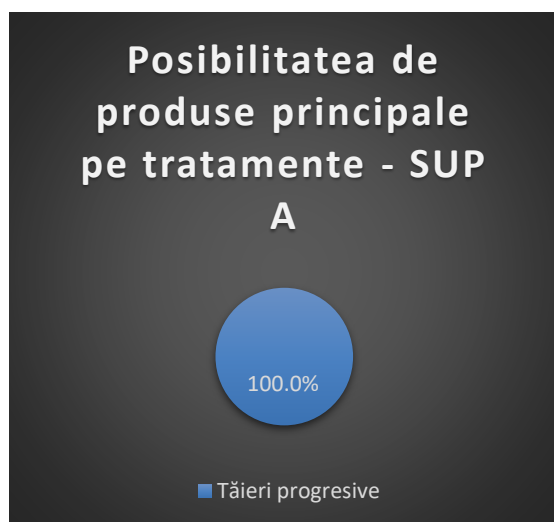 Posibilitatea de
produse principale
pe tratamente - SUP
A
100.0%
Tăieri progresive